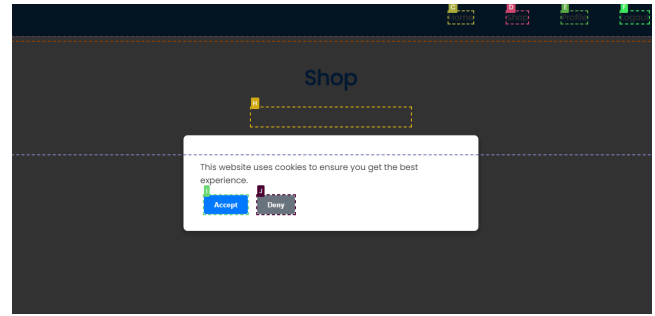 C D E F
Home Shop Profile Logout
Shop
H
This website uses cookies to ensure you get the best
experience.
I J
Accept Deny